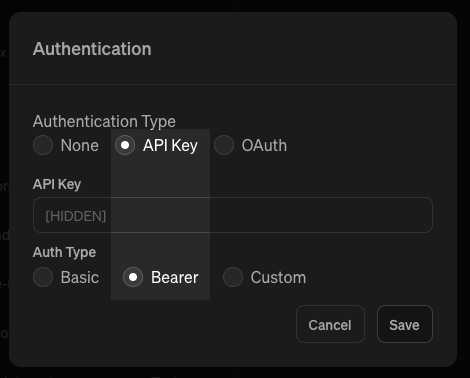 Authentication
Authentication Type
None API Key OAuth
API Key
[HIDDEN]
Auth Type
Basic Bearer Custom
Cancel Save